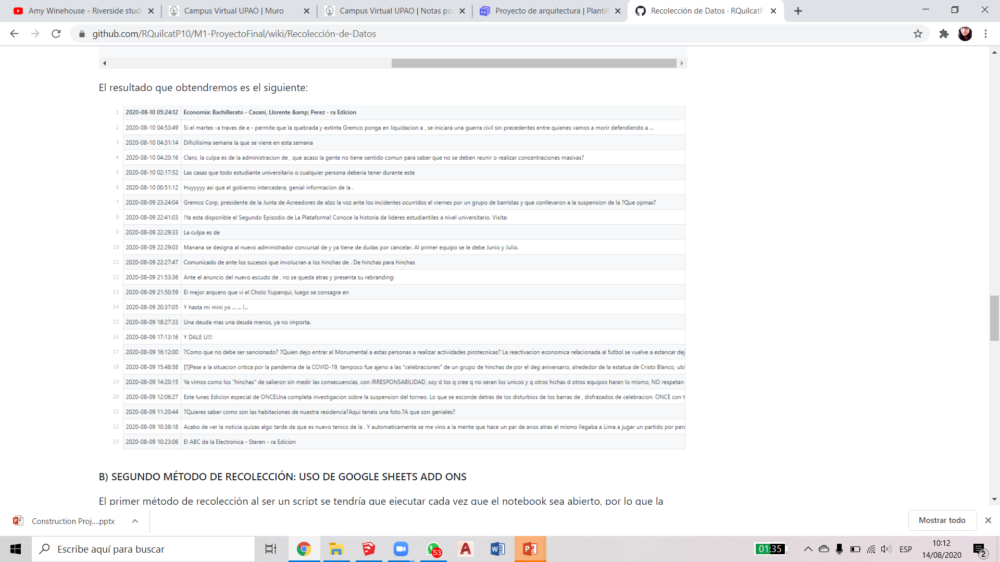 Amy Winehouse - Riverside studi
Campus Virtual UPAO | Muro
Campus Virtual UPAO | Notas po
Proyecto de arquitectura | Plantill
Recolección de Datos · RQuilcatP
github.com/RQuilcatP10/M1-ProyectoFinal/wiki/Recolección-de-Datos
El resultado que obtendremos es el siguiente:
1 2020-08-10 05:24:12 Economia: Bachillerato - Casani, Llorente &amp; Perez - ra Edicion
2 2020-08-10 04:53:49 Si el martes -a traves de e - permite que la quebrada y extinta Gremco ponga en liquidacion a , se iniciara una guerra civil sin precedentes entre quienes vamos a morir defendiendo a ...
3 2020-08-10 04:31:14 Dificilisima semana la que se viene en esta semana
4 2020-08-10 04:20:16 Claro, la culpa es de la administracion de , que acaso la gente no tiene sentido comun para saber que no se deben reunir o realizar concentraciones masivas?
5 2020-08-10 02:17:52 Las casas que todo estudiante universitario o cualquier persona deberia tener durante este
6 2020-08-10 00:51:12 Huyyyyy asi que el gobierno intercedera, genial informacion de la .
7 2020-08-09 23:24:04 Gremco Corp, presidente de la Junta de Acreedores de alzo la voz ante los incidentes ocurridos el viernes por un grupo de barristas y que conllevaron a la suspension de la ?Que opinas?
8 2020-08-09 22:41:03 !Ya esta disponible el Segundo Episodio de La Plataforma! Conoce la historia de lideres estudiantiles a nivel universitario. Visita:
9 2020-08-09 22:29:33 La culpa es de
10 2020-08-09 22:29:03 Manana se designa al nuevo administrador concursal de y ya tiene de dudas por cancelar. Al primer equipo se le debe Junio y Julio.
11 2020-08-09 22:27:47 Comunicado de ante los sucesos que involucran a los hinchas de . De hinchas para hinchas
12 2020-08-09 21:53:36 Ante el anuncio del nuevo escudo de , no se queda atras y presenta su rebranding:
13 2020-08-09 21:50:59 El mejor arquero que vi el Cholo Yupanqui, luego se consagra en
14 2020-08-09 20:37:05 Y hasta mi mini yo ... ... !...
15 2020-08-09 18:27:33 Una deuda mas una deuda menos, ya no importa.
16 2020-08-09 17:13:16 Y DALE U!!!
17 2020-08-09 16:12:00 ?Como que no debe ser sancionado? ?Quien dejo entrar al Monumental a estas personas a realizar actividades pirotecnicas? La reactivacion economica relacionada al futbol se vuelve a estancar dej
18 2020-08-09 15:48:58 [?]Pese a la situacion critica por la pandemia de la COVID-19, tampoco fue ajeno a las "celebraciones" de un grupo de hinchas de por el deg aniversario, alrededor de la estatua de Cristo Blanco, ubi
19 2020-08-09 14:20:15 Ya vimos como los "hinchas" de salieron sin medir las consecuencias, con IRRESPONSABILIDAD, soy d los q cree q no seran los unicos y q otros hichas d otros equipos haran lo mismo, NO respetan
20 2020-08-09 12:06:27 Este lunes Edicion especial de ONCEUna completa investigacion sobre la suspension del torneo. Lo que se esconde detras de los disturbios de los barras de , disfrazados de celebracion. ONCE con t
21 2020-08-09 11:20:44 ?Quieres saber como son las habitaciones de nuestra residencia?Aqui teneis una foto.?A que son geniales?
22 2020-08-09 10:38:18 Acabo de ver la noticia quizas algo tarde de que es nuevo tenico de la . Y automaticamente se me vino a la mente que hace un par de anos atras el mismo llegaba a Lima a jugar un partido por perc
23 2020-08-09 10:23:06 El ABC de la Electronica - Steren - ra Edicion
B) SEGUNDO MÉTODO DE RECOLECCIÓN: USO DE GOOGLE SHEETS ADD ONS
El primer método de recolección al ser un script se tendría que ejecutar cada vez que el notebook sea abierto, por lo que la
Construction Proj....pptx
Mostrar todo
Escribe aquí para buscar
53
01:35
ESP
10:12
14/08/2020
2